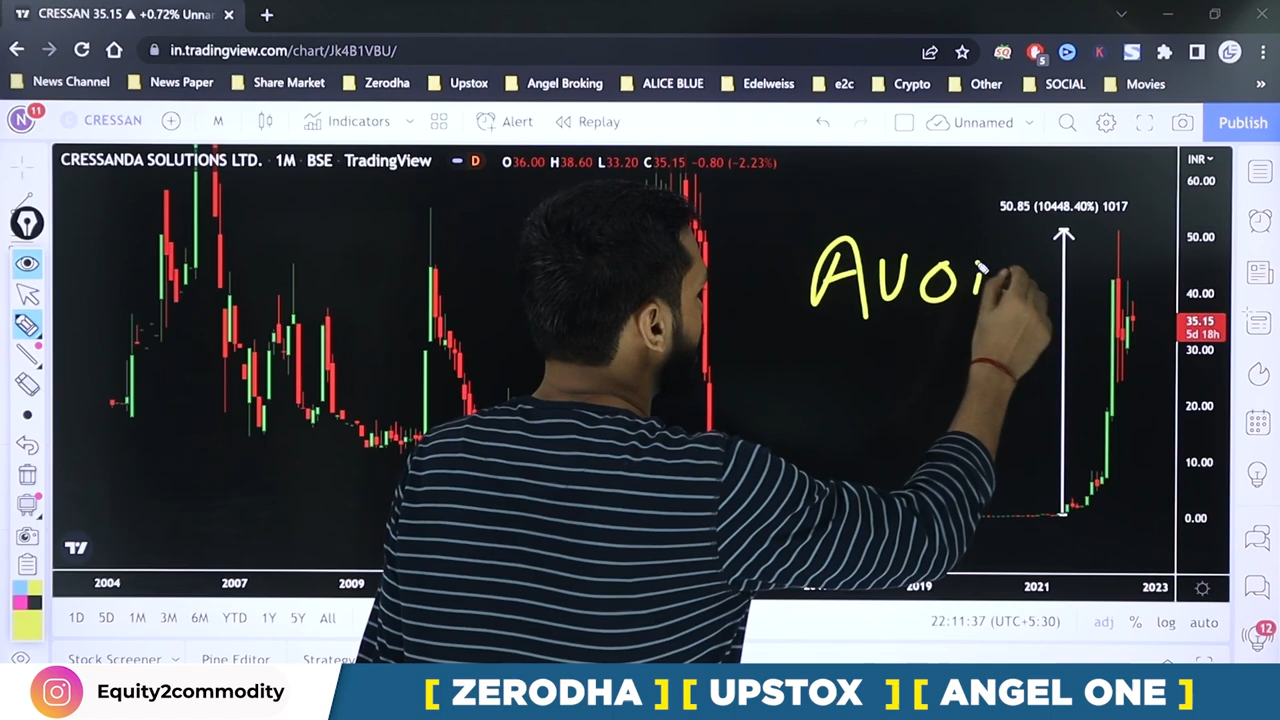 CRESSAN 35.15 ▲ +0.72% Unnar
in.tradingview.com/chart/Jk4B1VBU/
News Channel News Paper Share Market Zerodha Upstox Angel Broking ALICE BLUE Edelweiss e2c Crypto Other SOCIAL Movies »
N 11 CRESSAN M Indicators Alert Replay Unnamed Publish
CRESSANDA SOLUTIONS LTD. · 1M · BSE · TradingView D O36.00 H38.60 L33.20 C35.15 -0.80 (-2.23%) INR
60.00
50.85 (10448.40%) 1017
50.00
Avoi
40.00
35.15
5d 18h
30.00
20.00
10.00
0.00
2004 2007 2009 2019 2021 2023
1D 5D 1M 3M 6M YTD 1Y 5Y All 22:11:37 (UTC+5:30) adj % log auto
12
Stock Screener Pine Editor Strategy
Equity2commodity [ ZERODHA ] [ UPSTOX ] [ ANGEL ONE ]